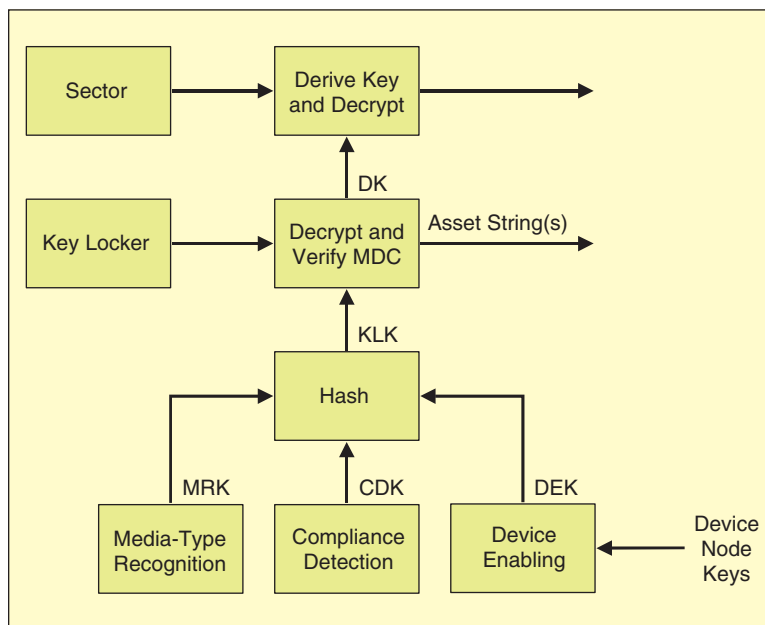 Sector
Derive Key
and Decrypt
DK
Key Locker
Decrypt and
Verify MDC
Asset String(s)
KLK
Hash
MRK
CDK
DEK
Media-Type
Recognition
Compliance
Detection
Device
Enabling
Device
Node
Keys